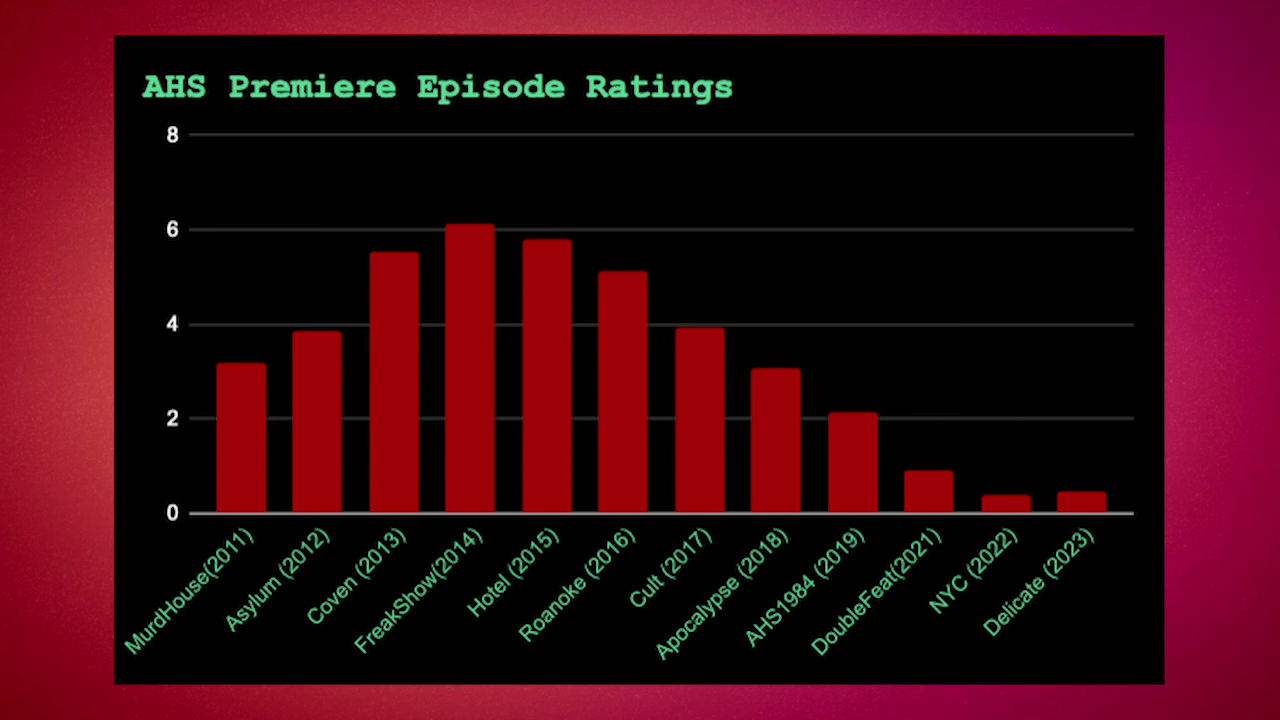 AHS Premiere Episode Ratings
8
6
4
2
0
MurdHouse(2011)
Asylum (2012)
Coven (2013)
FreakShow(2014)
Hotel (2015)
Roanoke (2016)
Cult (2017)
Apocalypse (2018)
AHS1984 (2019)
DoubleFeat(2021)
NYC (2022)
Delicate (2023)